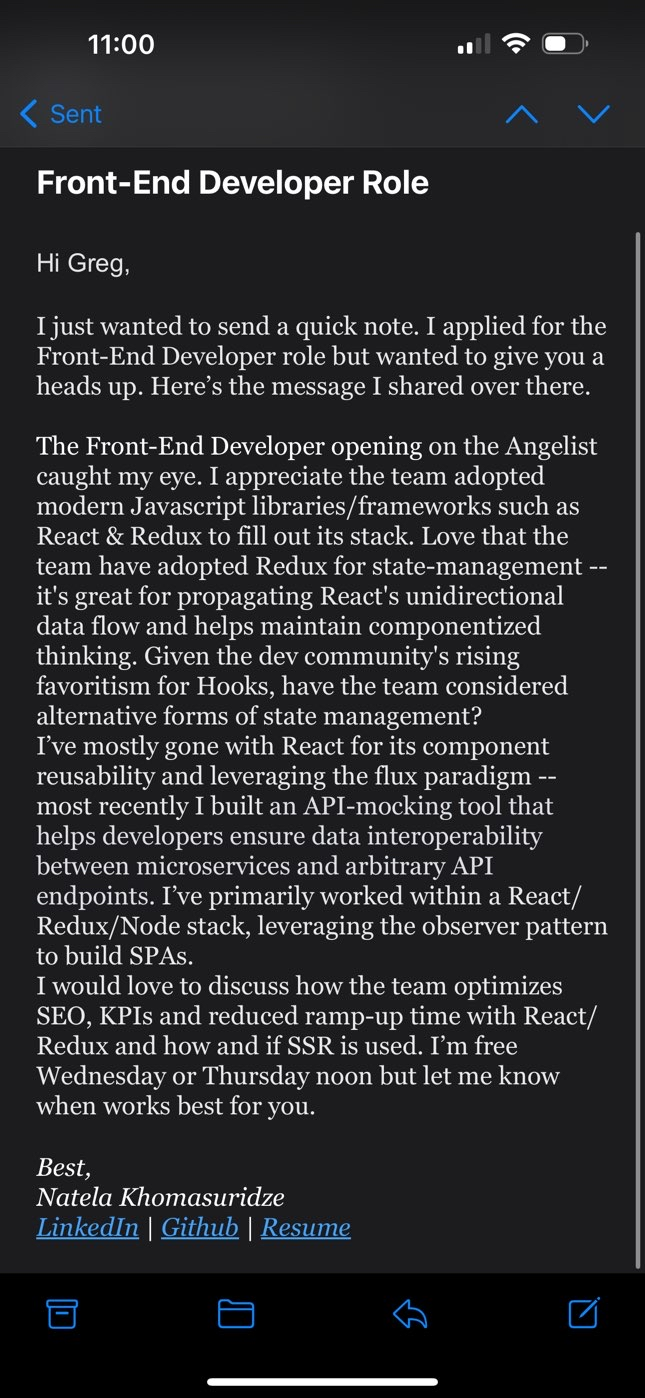 11:00
Sent
Front-End Developer Role
Hi Greg,
I just wanted to send a quick note. I applied for the
Front-End Developer role but wanted to give you a
heads up. Here’s the message I shared over there.
The Front-End Developer opening on the Angelist
caught my eye. I appreciate the team adopted
modern Javascript libraries/frameworks such as
React & Redux to fill out its stack. Love that the
team have adopted Redux for state-management --
it's great for propagating React's unidirectional
data flow and helps maintain componentized
thinking. Given the dev community's rising
favoritism for Hooks, have the team considered
alternative forms of state management?
I’ve mostly gone with React for its component
reusability and leveraging the flux paradigm --
most recently I built an API-mocking tool that
helps developers ensure data interoperability
between microservices and arbitrary API
endpoints. I’ve primarily worked within a React/
Redux/Node stack, leveraging the observer pattern
to build SPAs.
I would love to discuss how the team optimizes
SEO, KPIs and reduced ramp-up time with React/
Redux and how and if SSR is used. I’m free
Wednesday or Thursday noon but let me know
when works best for you.
Best,
Natela Khomasuridze
LinkedIn | Github | Resume